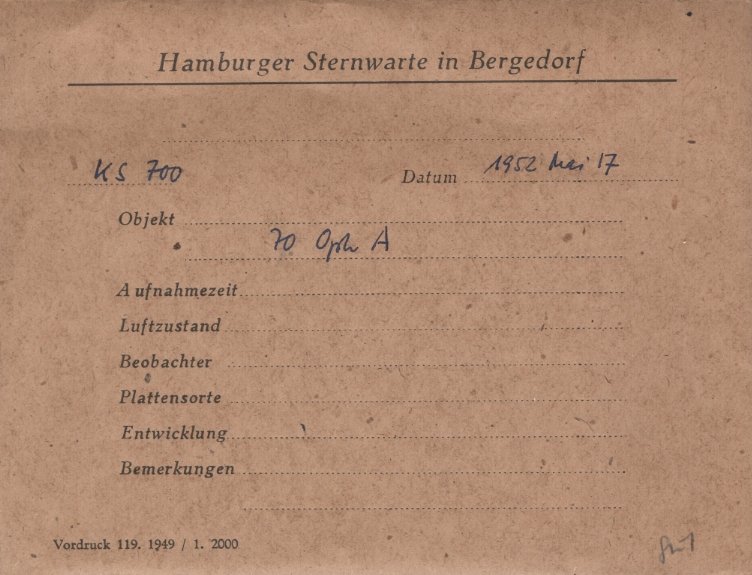 Hamburger Sternwarte in Bergedorf
KS 700 Datum 1952 Mai 17
Objekt
70 Oph A
Aufnahmezeit
Luftzustand
Beobachter
Plattensorte
Entwicklung
Bemerkungen
Vordruck 119. 1949 / 1. 2000